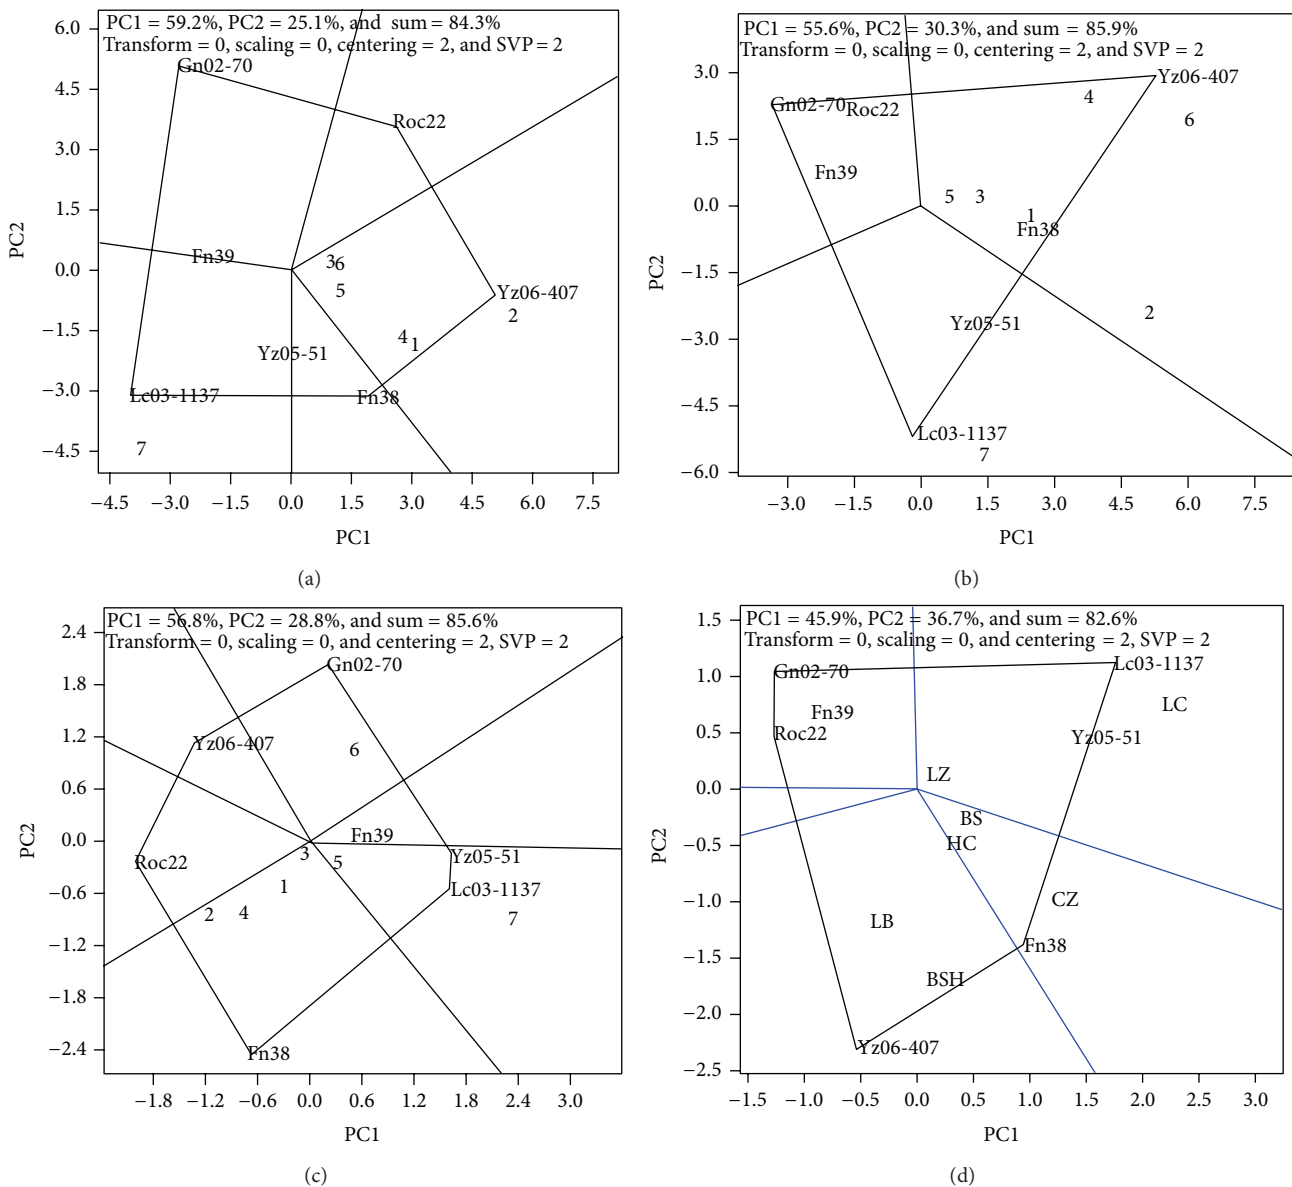 PC1 = 59.2%, PC2 = 25.1%, and sum = 84.3%
Transform = 0, scaling = 0, centering = 2, and SVP = 2
6.0
4.5
3.0
1.5
0.0
−1.5
−3.0
−4.5
PC2
Gn02-70
Roc22
Fn39
3
6
5
Yz06-407
2
4
1
Yz05-51
Lc03-1137
Fn38
7
−4.5 −3.0 −1.5 0.0 1.5 3.0 4.5 6.0 7.5
PC1
(a)
PC1 = 55.6%, PC2 = 30.3%, and sum = 85.9%
Transform = 0, scaling = 0, centering = 2, and SVP = 2
3.0
1.5
0.0
−1.5
−3.0
−4.5
−6.0
PC2
Yz06-407
Gn02-70
Roc22
4
6
Fn39
5
3
1
Fn38
2
Yz05-51
Lc03-1137
7
−3.0 −1.5 0.0 1.5 3.0 4.5 6.0 7.5
PC1
(b)
PC1 = 56.8%, PC2 = 28.8%, and sum = 85.6%
Transform = 0, scaling = 0, and centering = 2, SVP = 2
2.4
1.8
1.2
0.6
0.0
−0.6
−1.2
−1.8
−2.4
PC2
Gn02-70
Yz06-407
6
Fn39
3
5
Yz05-51
Roc22
Lc03-1137
1
2
4
7
Fn38
−1.8 −1.2 −0.6 0.0 0.6 1.2 1.8 2.4 3.0
PC1
(c)
PC1 = 45.9%, PC2 = 36.7%, and sum = 82.6%
Transform = 0, scaling = 0, and centering = 2, SVP = 2
1.5
1.0
0.5
0.0
−0.5
−1.0
−1.5
−2.0
−2.5
PC2
Lc03-1137
Gn02-70
LC
Fn39
Roc22
Yz05-51
LZ
BS
HC
CZ
LB
Fn38
BSH
Yz06-407
−1.5 −1.0 −0.5 0.0 0.5 1.0 1.5 2.0 2.5 3.0
PC1
(d)